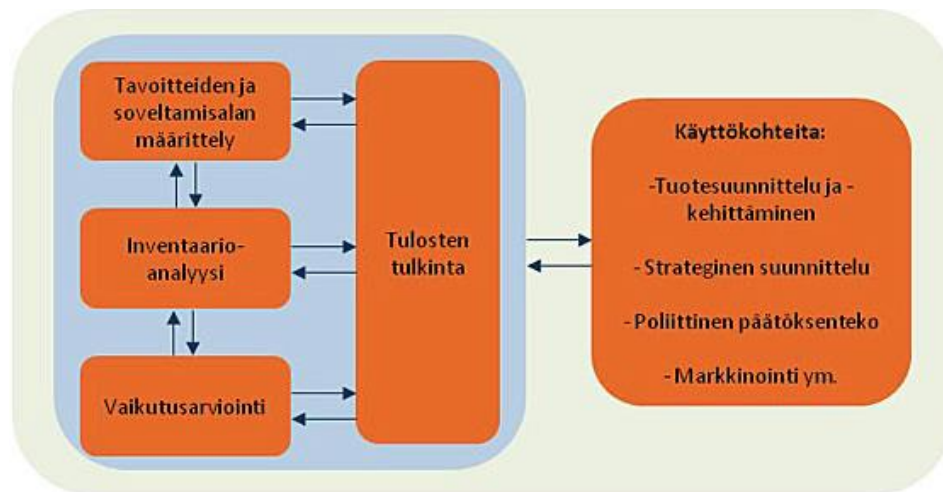 Tavoitteiden ja
soveltamisalan
määrittely
Inventaario-
analyysi
Vaikutusarviointi
Tulosten
tulkinta
Käyttökohteita:
-Tuotesuunnittelu ja -
kehittäminen
- Strateginen suunnittelu
- Poliittinen päätöksenteko
- Markkinointi ym.